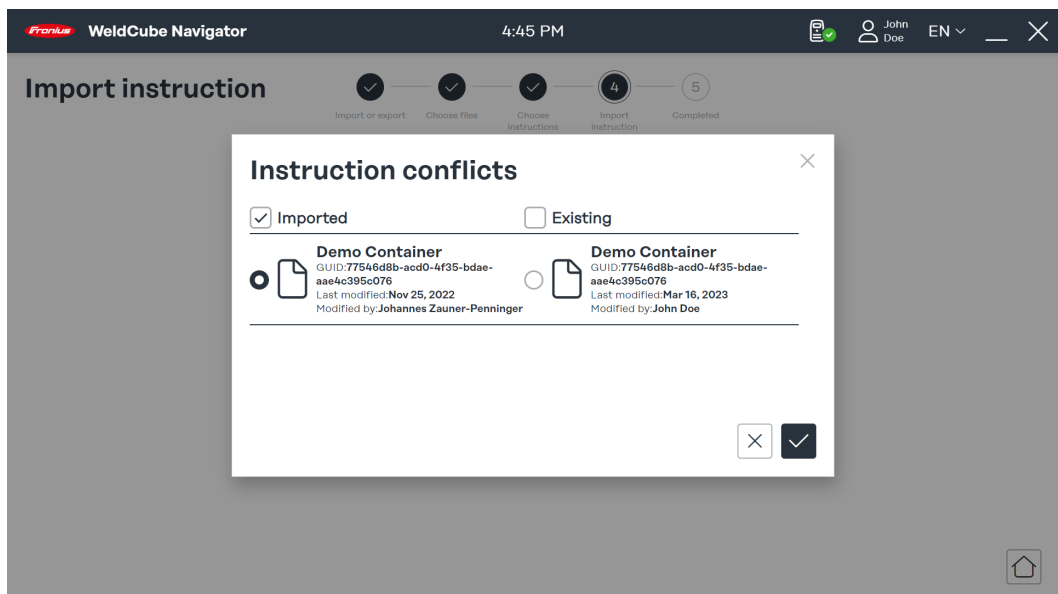 Fronius WeldCube Navigator 4:45 PM John Doe EN
Import instruction
4 5
Import or export Choose files Choose instructions Import instruction Completed
Instruction conflicts
Imported Existing
Demo Container
GUID:77546d8b-acd0-4f35-bdae-
aae4c395c076
Last modified:Nov 25, 2022
Modified by:Johannes Zauner-Penninger
Demo Container
GUID:77546d8b-acd0-4f35-bdae-
aae4c395c076
Last modified:Mar 16, 2023
Modified by:John Doe